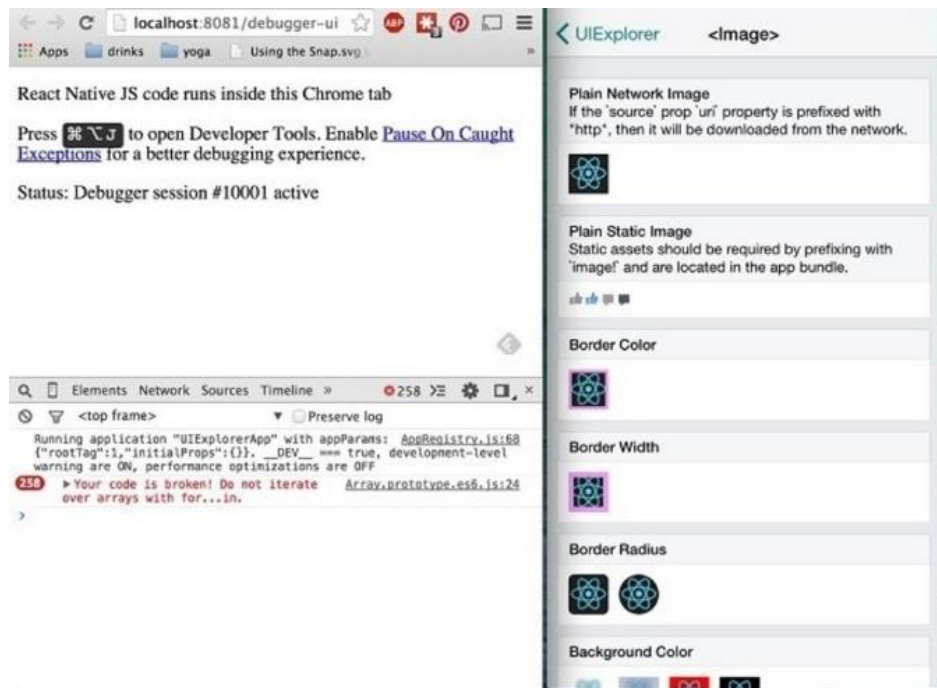 localhost:8081/debugger-ui
ABP
Apps drinks yoga Using the Snap.svg
React Native JS code runs inside this Chrome tab
Press ⌘⌥J to open Developer Tools. Enable Pause On Caught
Exceptions for a better debugging experience.
Status: Debugger session #10001 active
Elements Network Sources Timeline » 258
<top frame> ▼ Preserve log
Running application "UIExplorerApp" with appParams: AppRegistry.js:68
{"rootTag":1,"initialProps":{}}. __DEV__ === true, development-level
warning are ON, performance optimizations are OFF
258 ▶Your code is broken! Do not iterate Array.prototype.es6.js:24
over arrays with for...in.
UIExplorer <Image>
Plain Network Image
If the `source` prop `uri` property is prefixed with
"http", then it will be downloaded from the network.
Plain Static Image
Static assets should be required by prefixing with
`image!` and are located in the app bundle.
Border Color
Border Width
Border Radius
Background Color